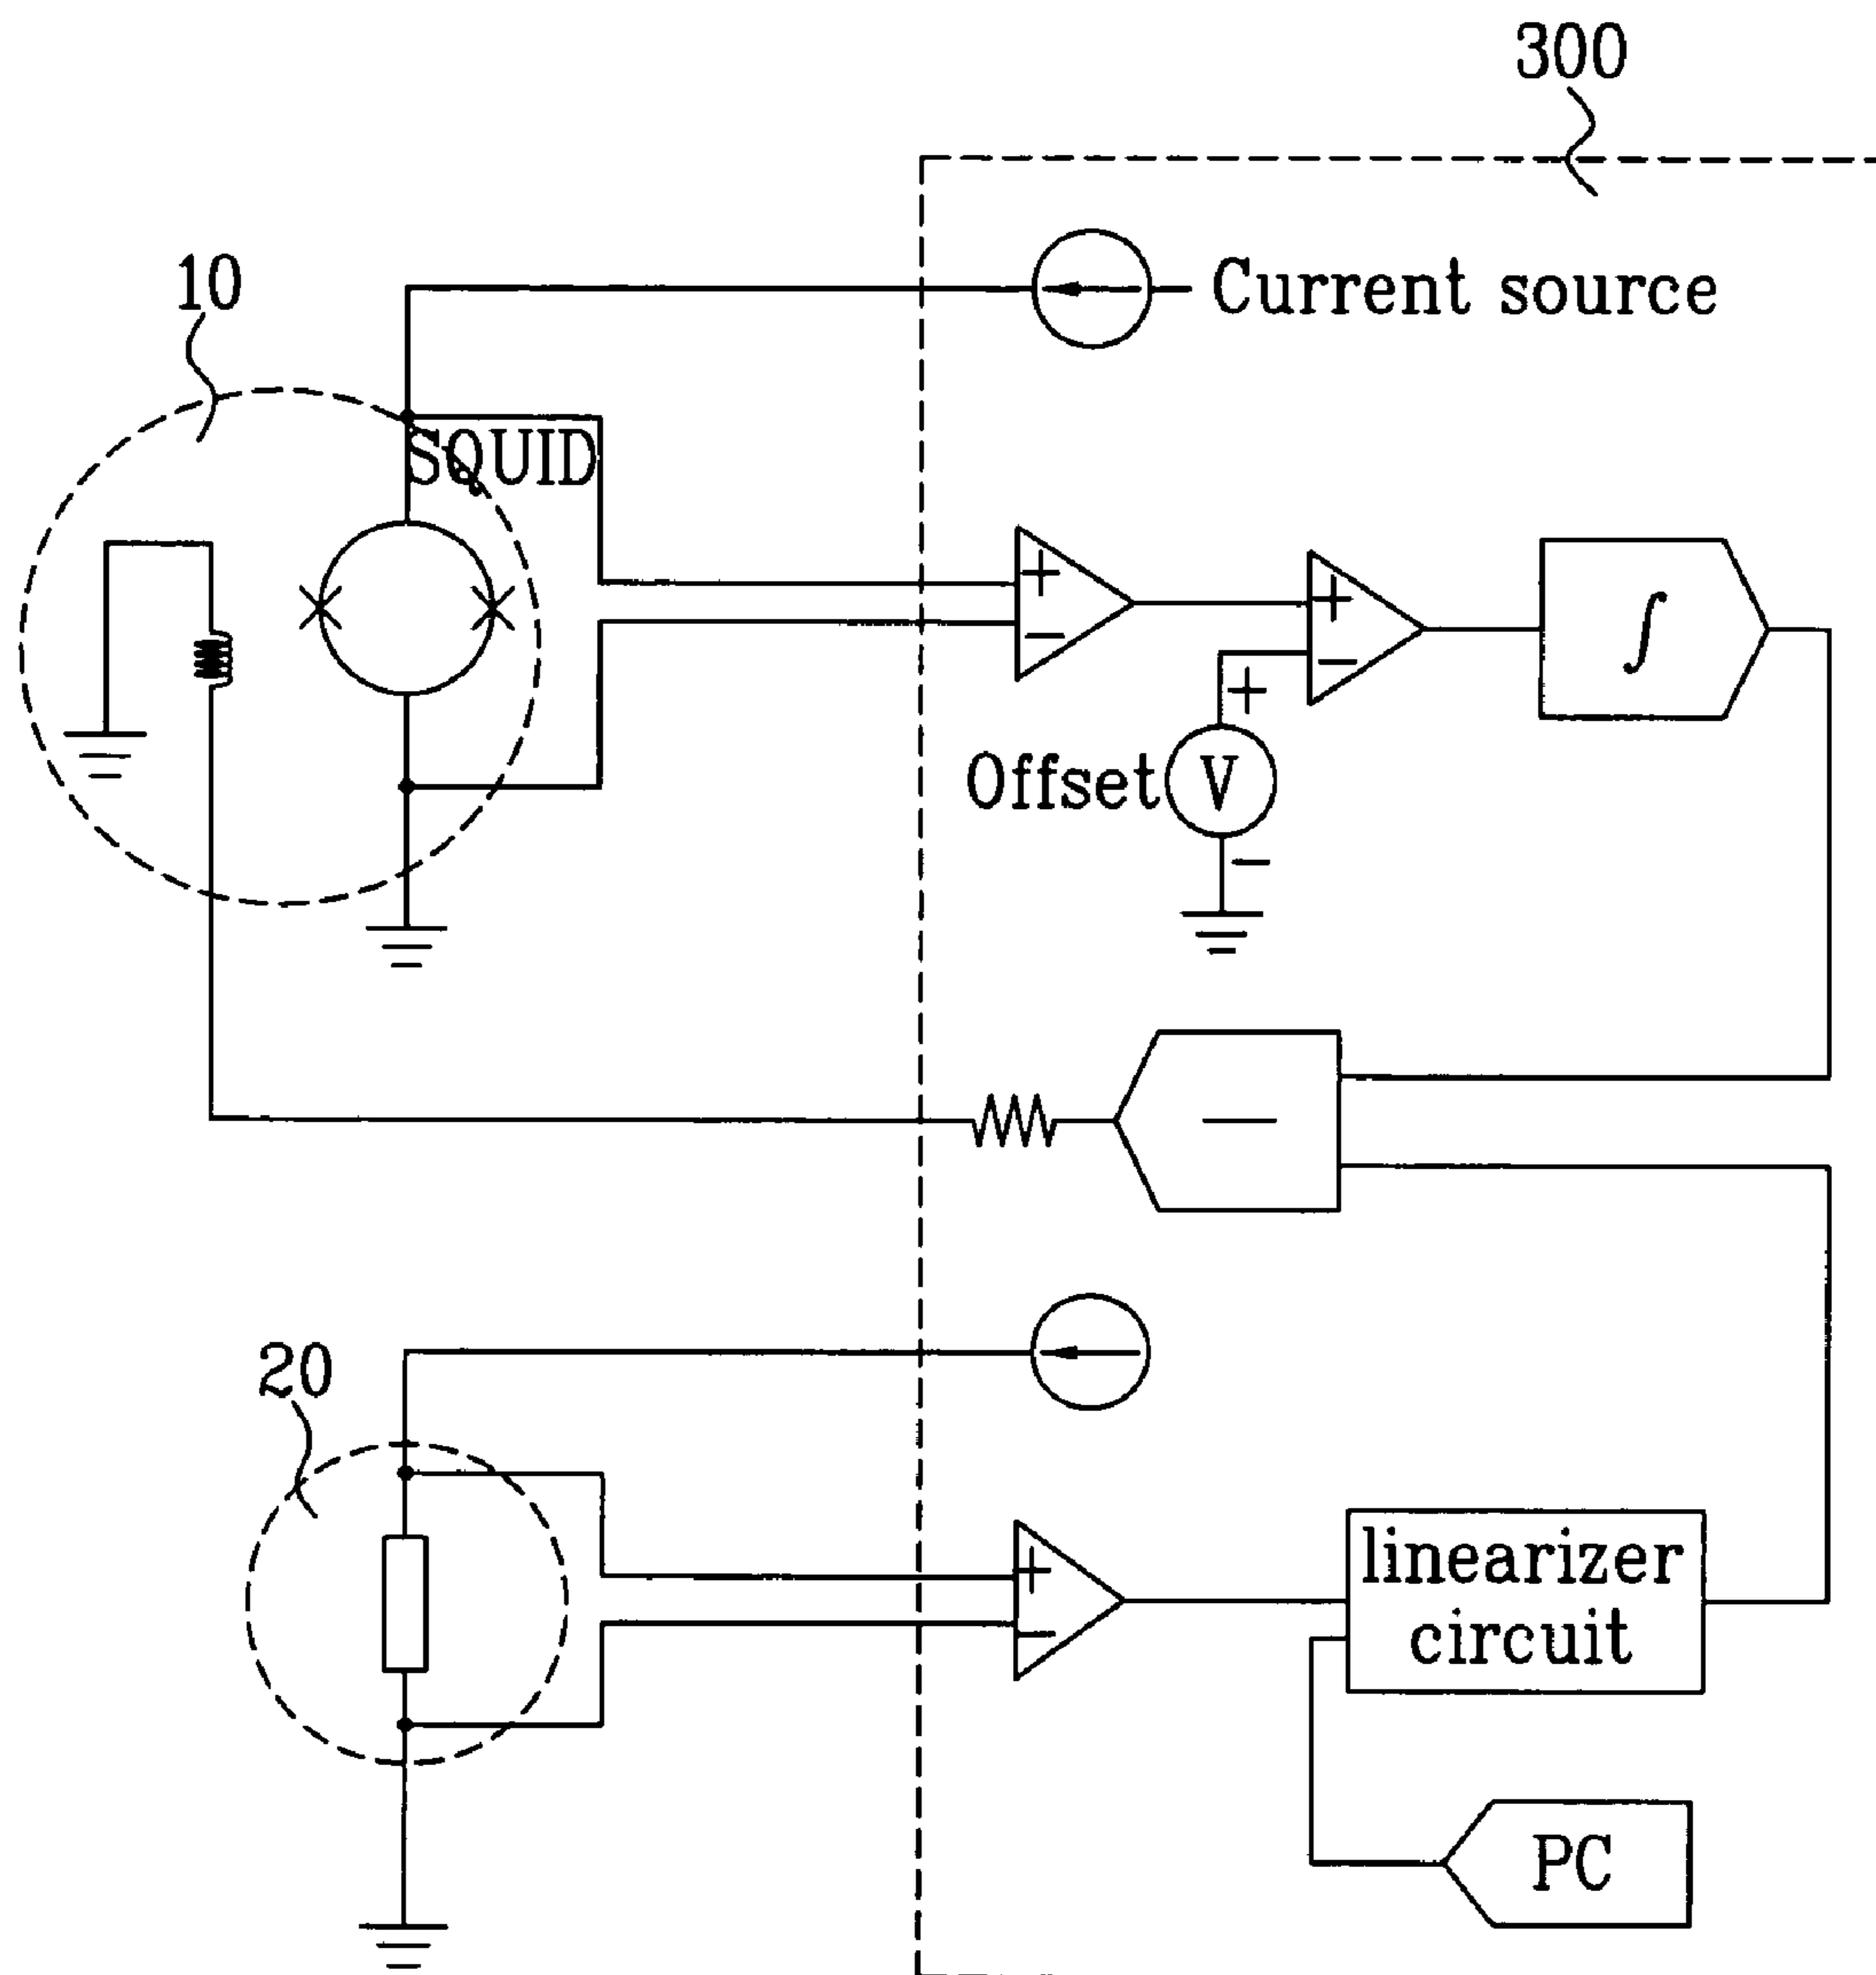 300
10
Current source
SQUID
+
−
+
−
∫
+
Offset
V
−
−
20
+
−
linearizer
circuit
PC